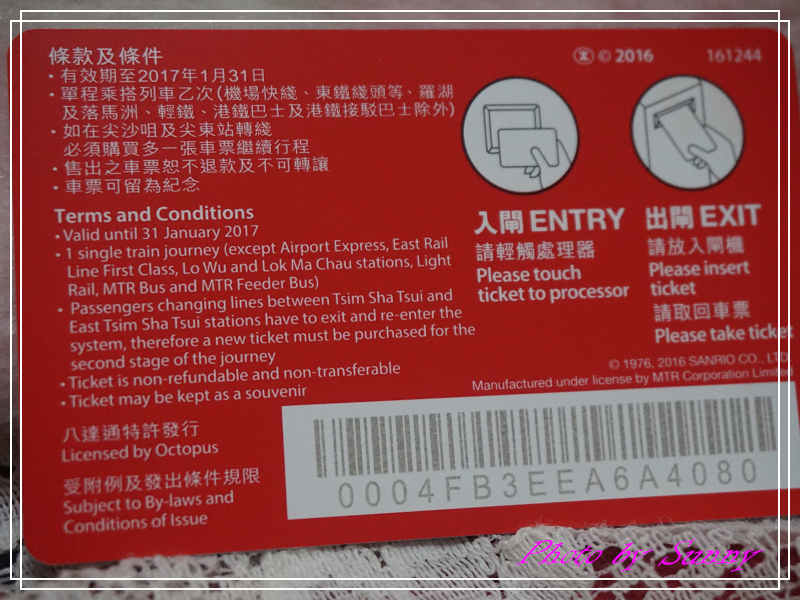 條款及條件
・有效期至2017年1月31日
・單程乘搭列車乙次(機場快綫、東鐵綫頭等、羅湖
及落馬洲、輕鐵、港鐵巴士及港鐵接駁巴士除外)
・如在尖沙咀及尖東站轉綫
必須購買多一張車票繼續行程
・售出之車票恕不退款及不可轉讓
・車票可留為紀念
Terms and Conditions
・Valid until 31 January 2017
・1 single train journey (except Airport Express, East Rail
Line First Class, Lo Wu and Lok Ma Chau stations, Light
Rail, MTR Bus and MTR Feeder Bus)
・Passengers changing lines between Tsim Sha Tsui and
East Tsim Sha Tsui stations have to exit and re-enter the
system, therefore a new ticket must be purchased for the
second stage of the journey
・Ticket is non-refundable and non-transferable
・Ticket may be kept as a souvenir
八達通特許發行
Licensed by Octopus
受附例及發出條件規限
Subject to By-laws and
Conditions of Issue
© 2016 161244
入閘 ENTRY
請輕觸處理器
Please touch
ticket to processor
出閘 EXIT
請放入閘機
Please insert
ticket
請取回車票
Please take ticket
© 1976, 2016 SANRIO CO., LTD
Manufactured under license by MTR Corporation Limited
0004FB3EEA6A4080
Photo by Sunny